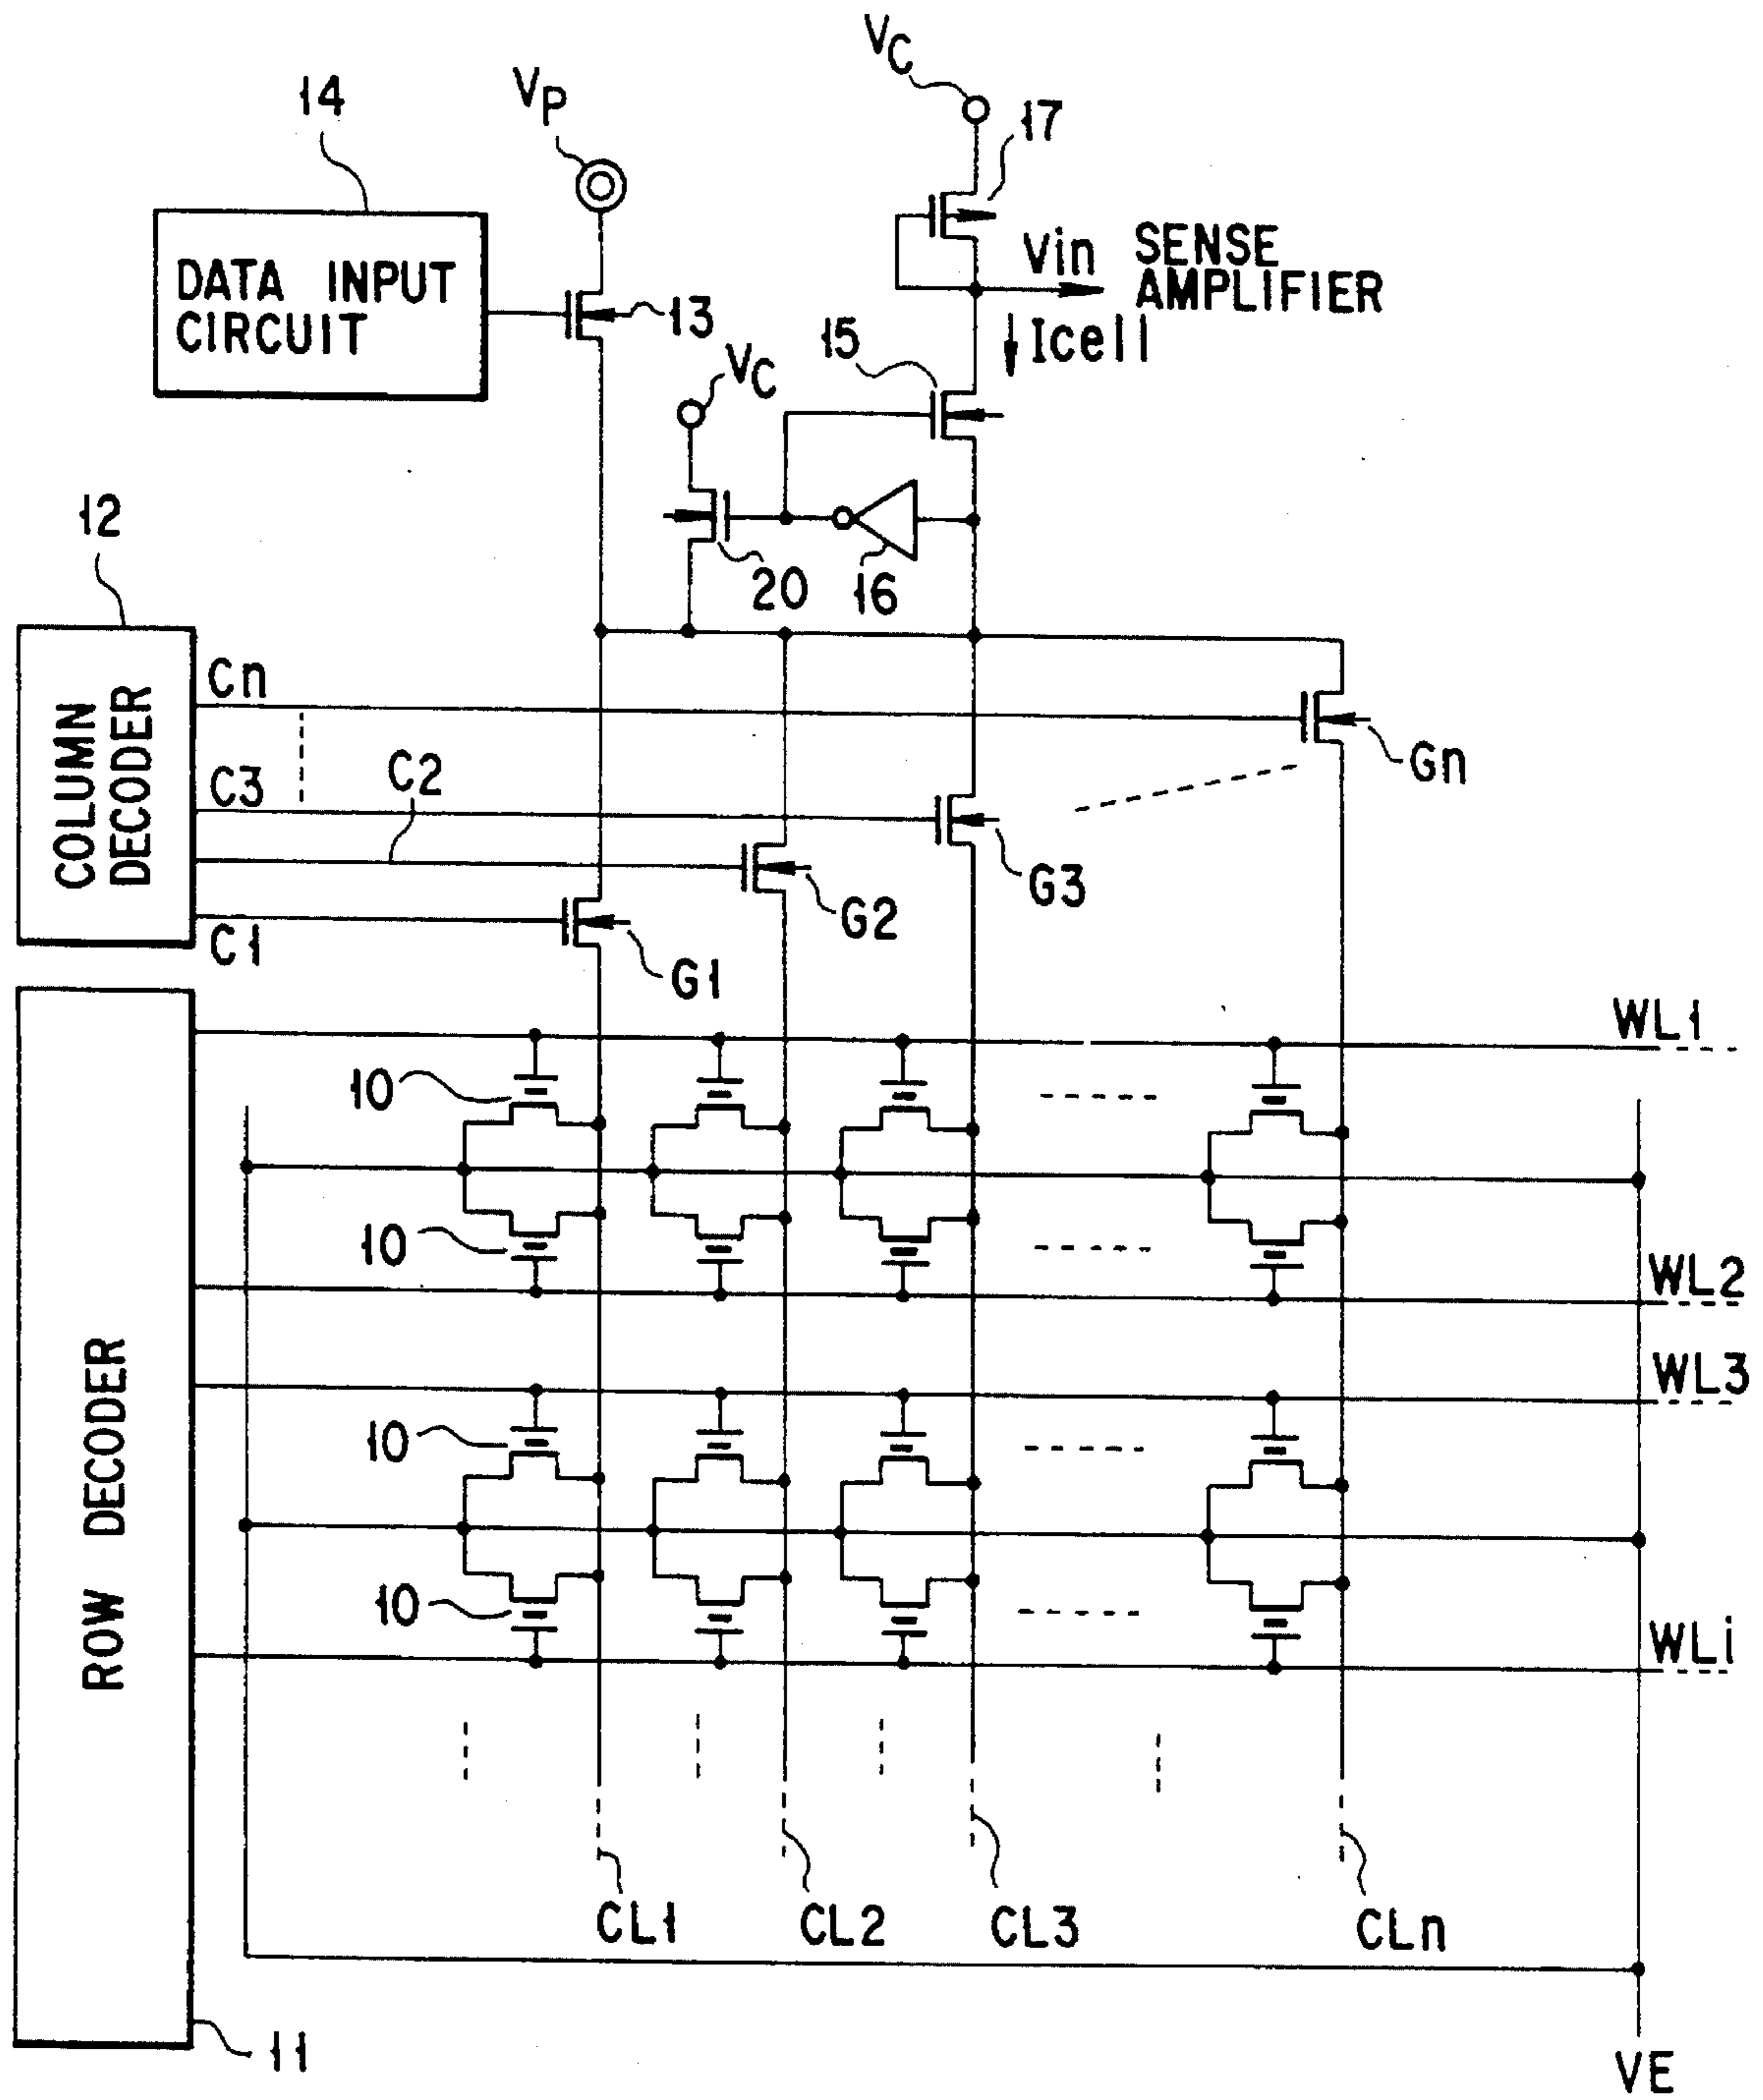 VC
14
VP
17
DATA INPUT
CIRCUIT
Vin
SENSE
AMPLIFIER
13
15
Icell
VC
12
20
16
COLUMN
DECODER
Cn
C3
C2
C1
Gn
G3
G2
G1
WL1
10
10
WL2
WL3
10
10
WLi
ROW DECODER
CL1
CL2
CL3
CLn
11
VE